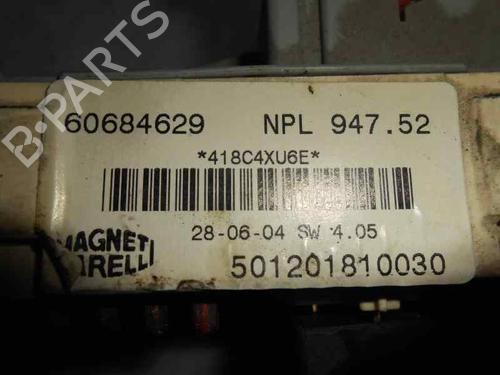 B-PARTS
60684629 NPL 947.52
*418C4XU6E*
28-06-04 SW 4.05
MAGNETI
MARELLI
501201810030